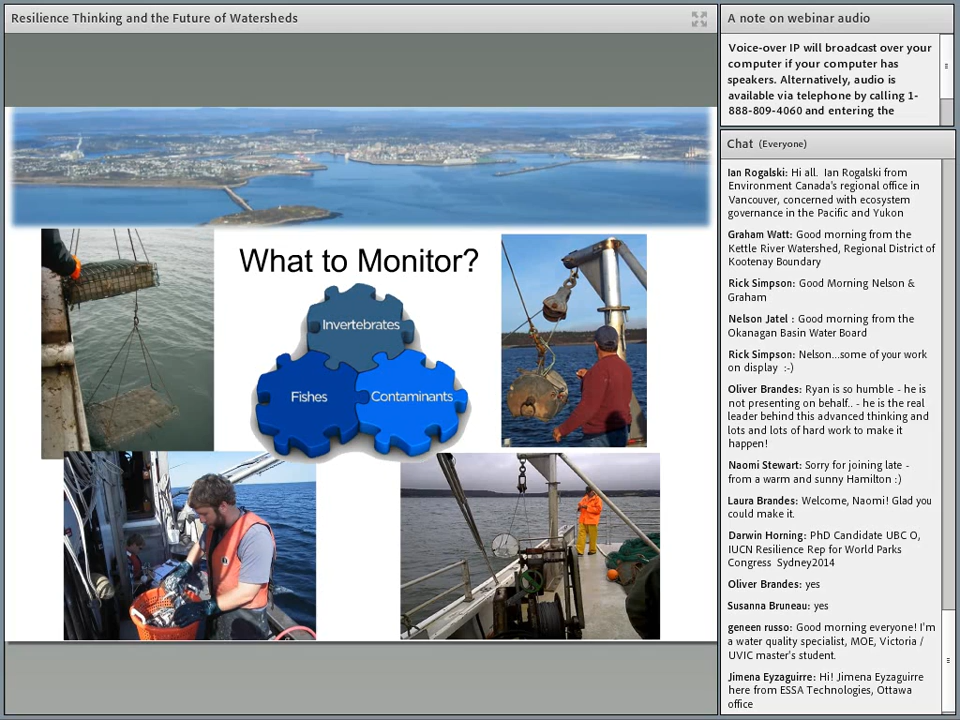 Resilience Thinking and the Future of Watersheds
What to Monitor?
Invertebrates
Fishes
Contaminants
A note on webinar audio
Voice-over IP will broadcast over your
computer if your computer has
speakers. Alternatively, audio is
available via telephone by calling 1-
888-809-4060 and entering the
Chat (Everyone)
Ian Rogalski: Hi all.  Ian Rogalski from
Environment Canada's regional office in
Vancouver, concerned with ecosystem
governance in the Pacific and Yukon
Graham Watt: Good morning from the
Kettle River Watershed, Regional District of
Kootenay Boundary
Rick Simpson: Good Morning Nelson &
Graham
Nelson Jatel : Good morning from the
Okanagan Basin Water Board
Rick Simpson: Nelson...some of your work
on display  :-)
Oliver Brandes: Ryan is so humble - he is
not presenting on behalf.. - he is the real
leader behind this advanced thinking and
lots and lots of hard work to make it
happen!
Naomi Stewart: Sorry for joining late -
from a warm and sunny Hamilton :)
Laura Brandes: Welcome, Naomi! Glad you
could make it.
Darwin Horning: PhD Candidate UBC O,
IUCN Resilience Rep for World Parks
Congress  Sydney2014
Oliver Brandes: yes
Susanna Bruneau: yes
geneen russo: Good morning everyone! I'm
a water quality specialist, MOE, Victoria /
UVIC master's student.
Jimena Eyzaguirre: Hi! Jimena Eyzaguirre
here from ESSA Technologies, Ottawa
office